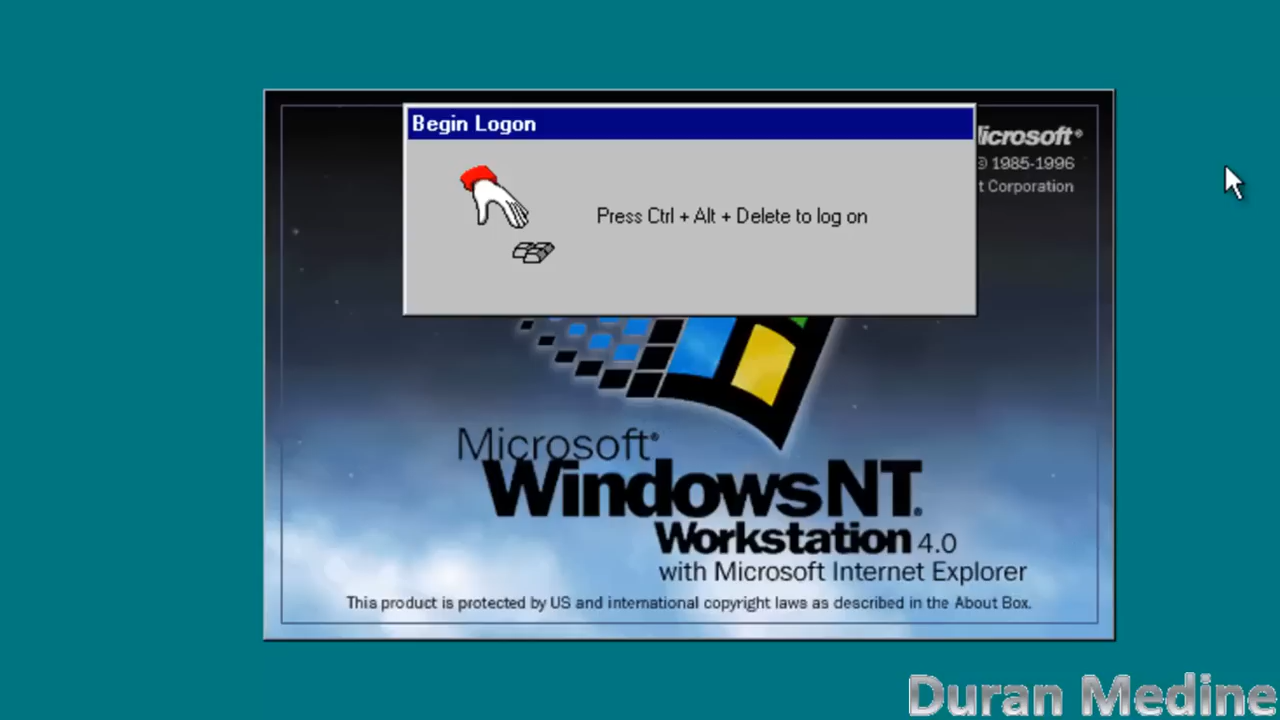 Begin Logon
Press Ctrl + Alt + Delete to log on
icrosoft®
© 1985-1996
t Corporation
Microsoft®
Windows NT®
Workstation 4.0
with Microsoft Internet Explorer
This product is protected by US and international copyright laws as described in the About Box.
Duran Medine